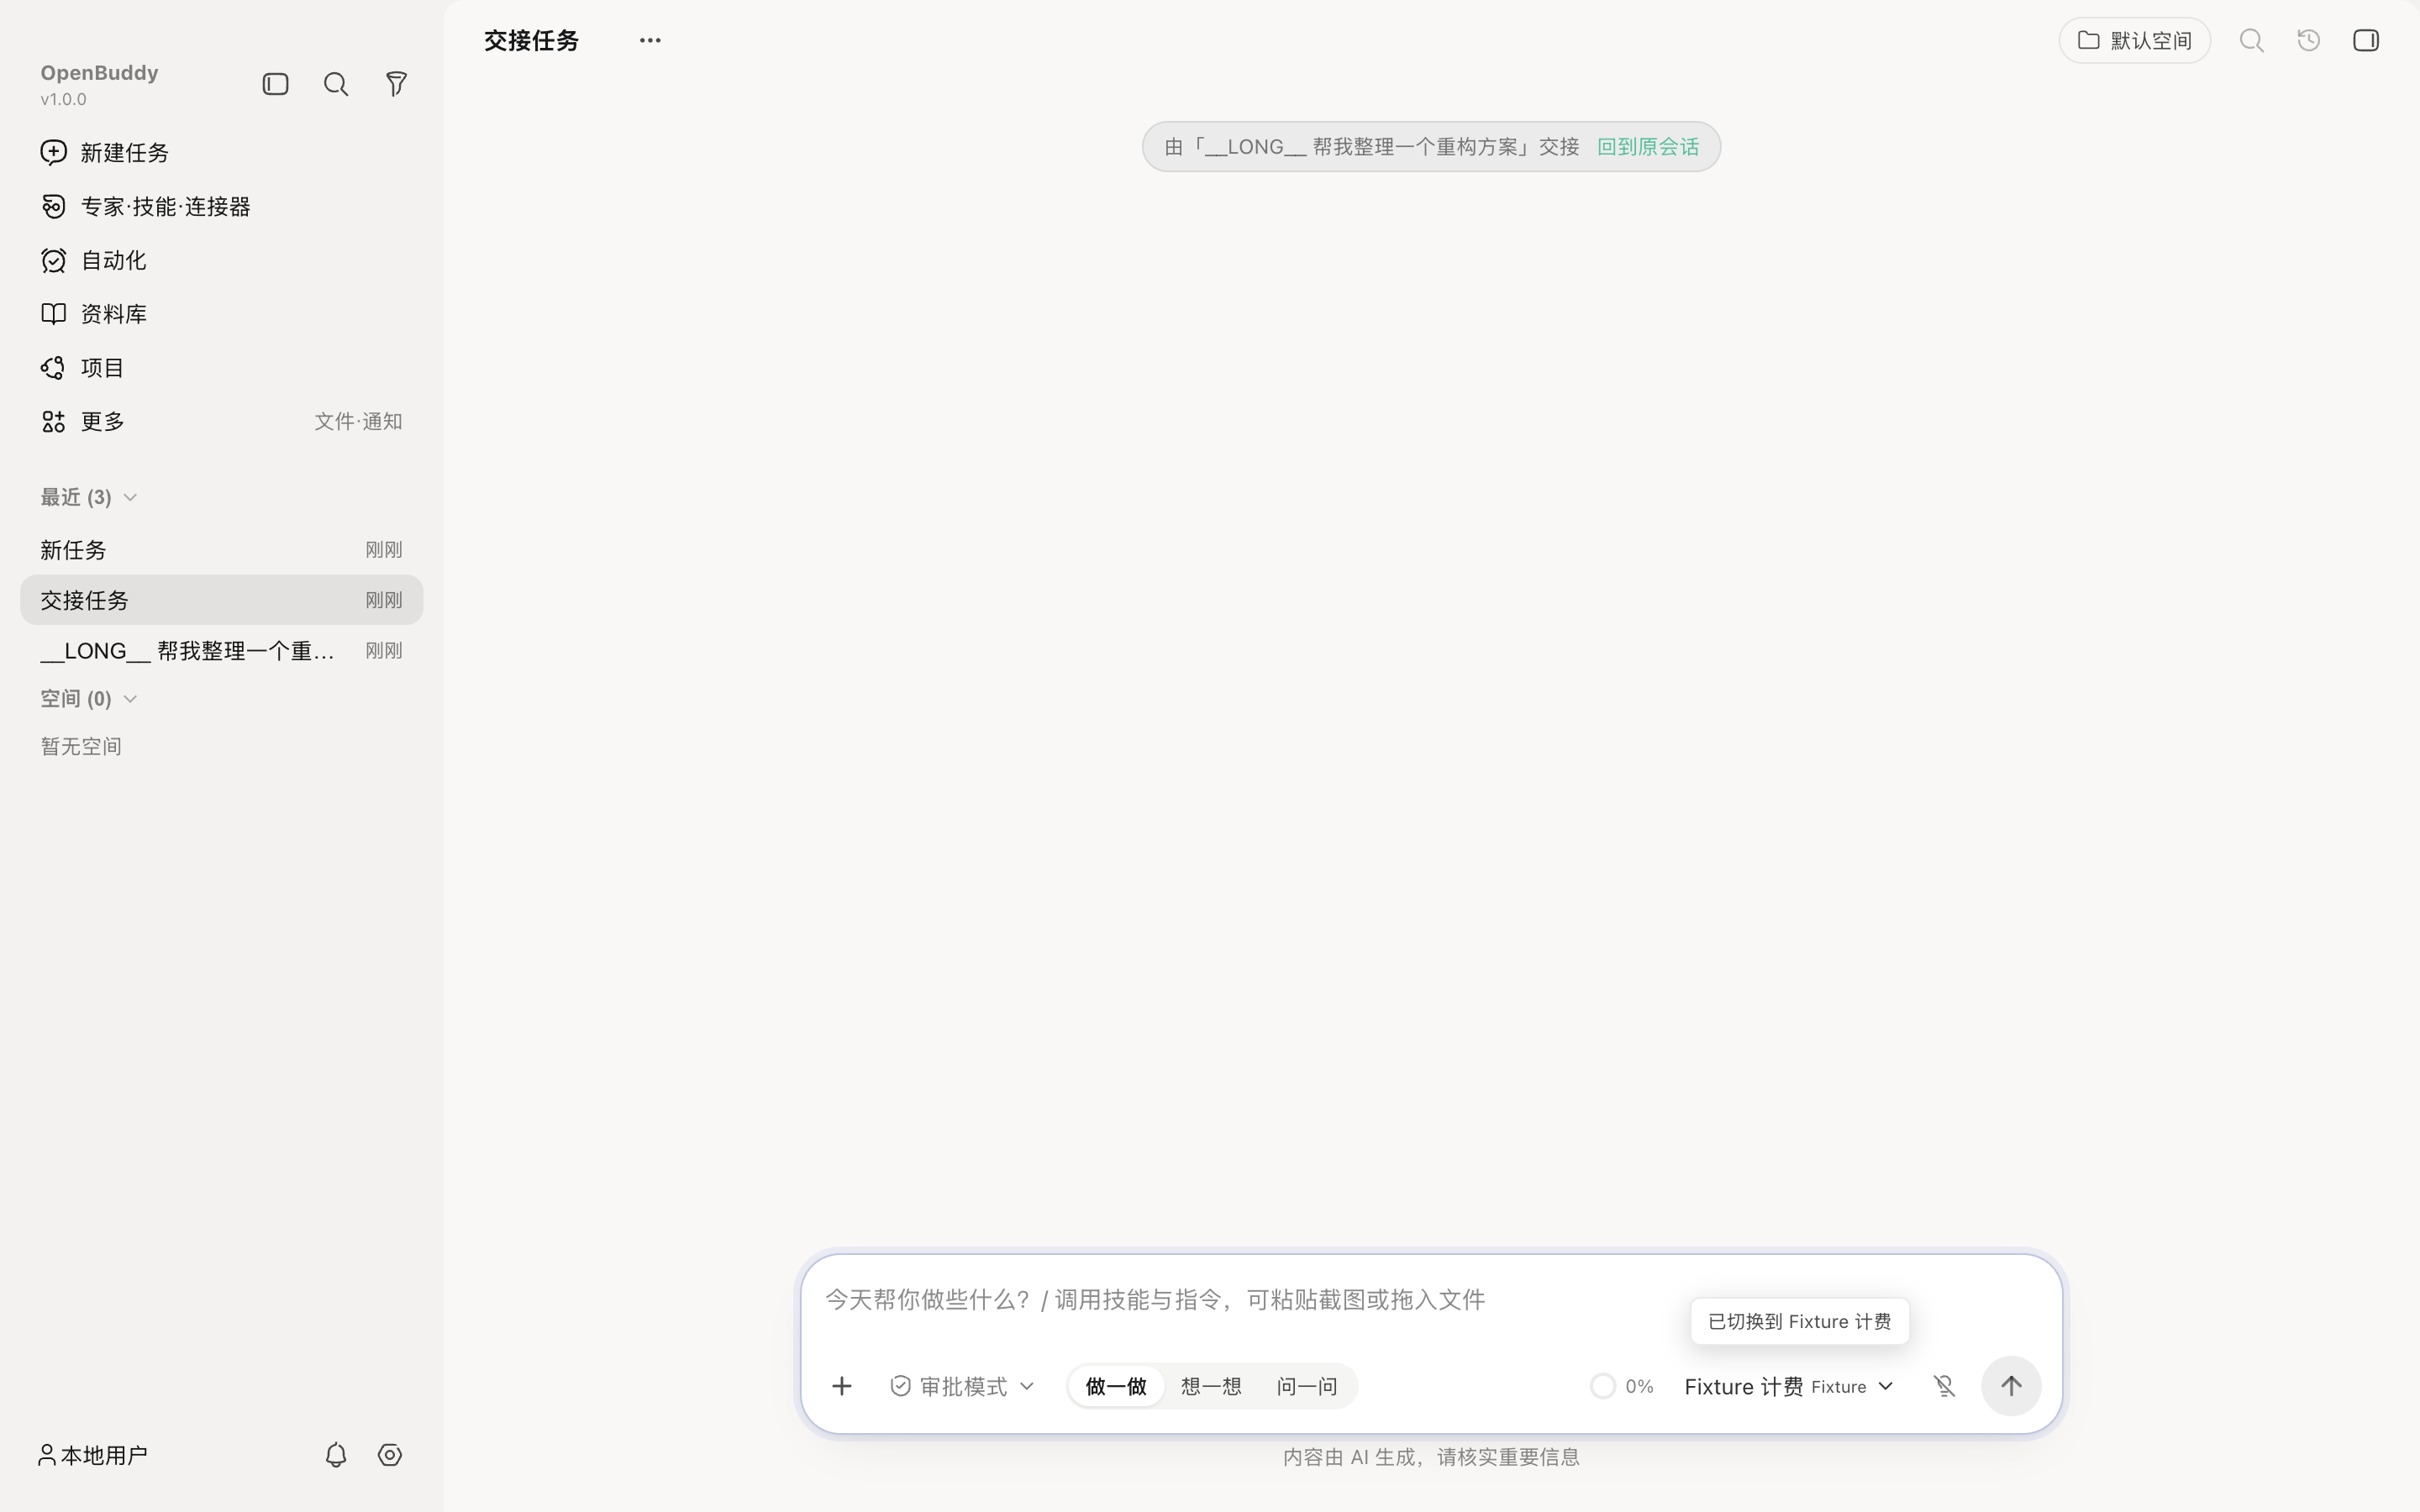 OpenBuddy
v1.0.0
新建任务
专家·技能·连接器
自动化
资料库
项目
更多 文件·通知
最近 (3)
新任务 刚刚
交接任务 刚刚
__LONG__ 帮我整理一个重… 刚刚
空间 (0)
暂无空间
本地用户
交接任务
默认空间
由「__LONG__ 帮我整理一个重构方案」交接 回到原会话
今天帮你做些什么？/ 调用技能与指令，可粘贴截图或拖入文件
已切换到 Fixture 计费
审批模式 做一做 想一想 问一问 0% Fixture 计费 Fixture
内容由 AI 生成，请核实重要信息